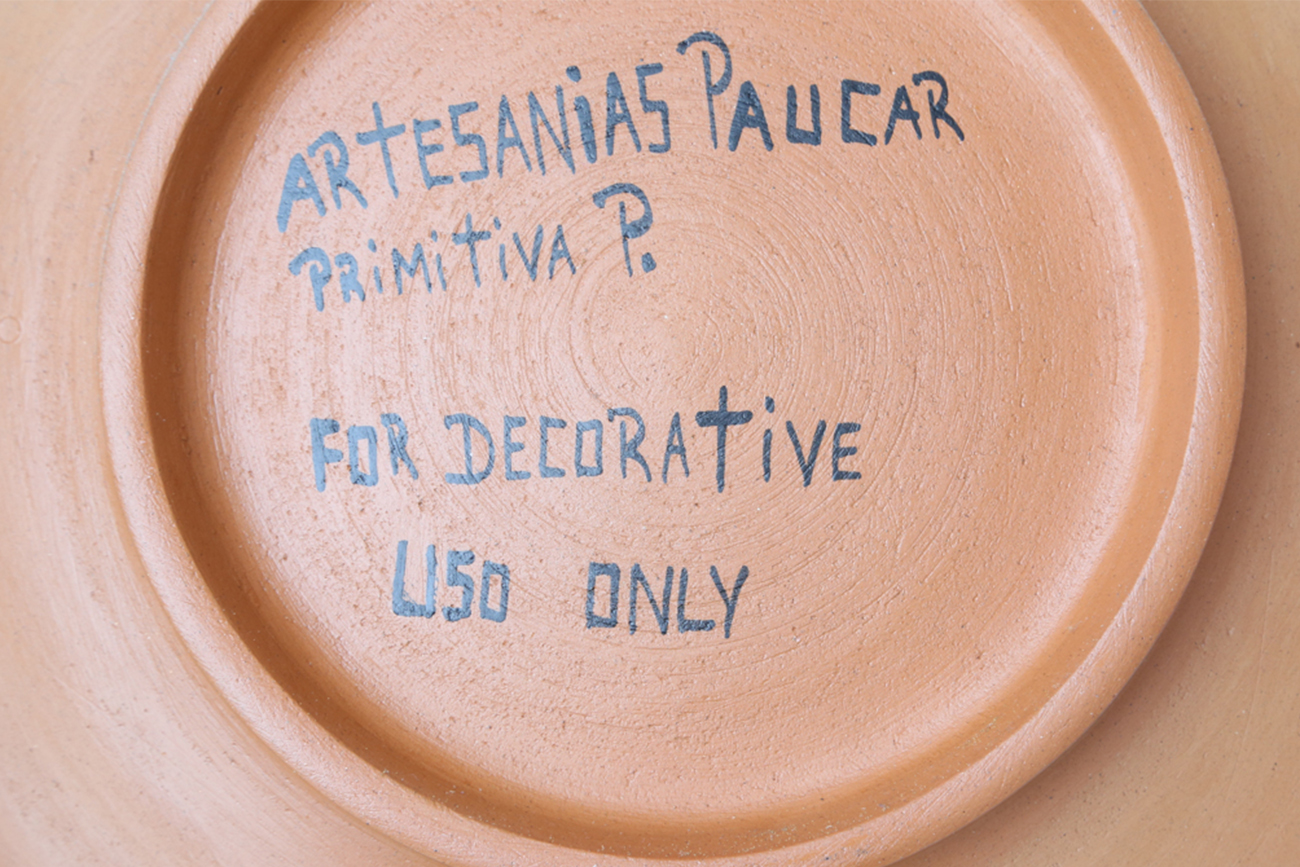 ARTESANiAS PAUCAR
PRiMiTiVA P.
FOR DECORATiVE
USO ONLY